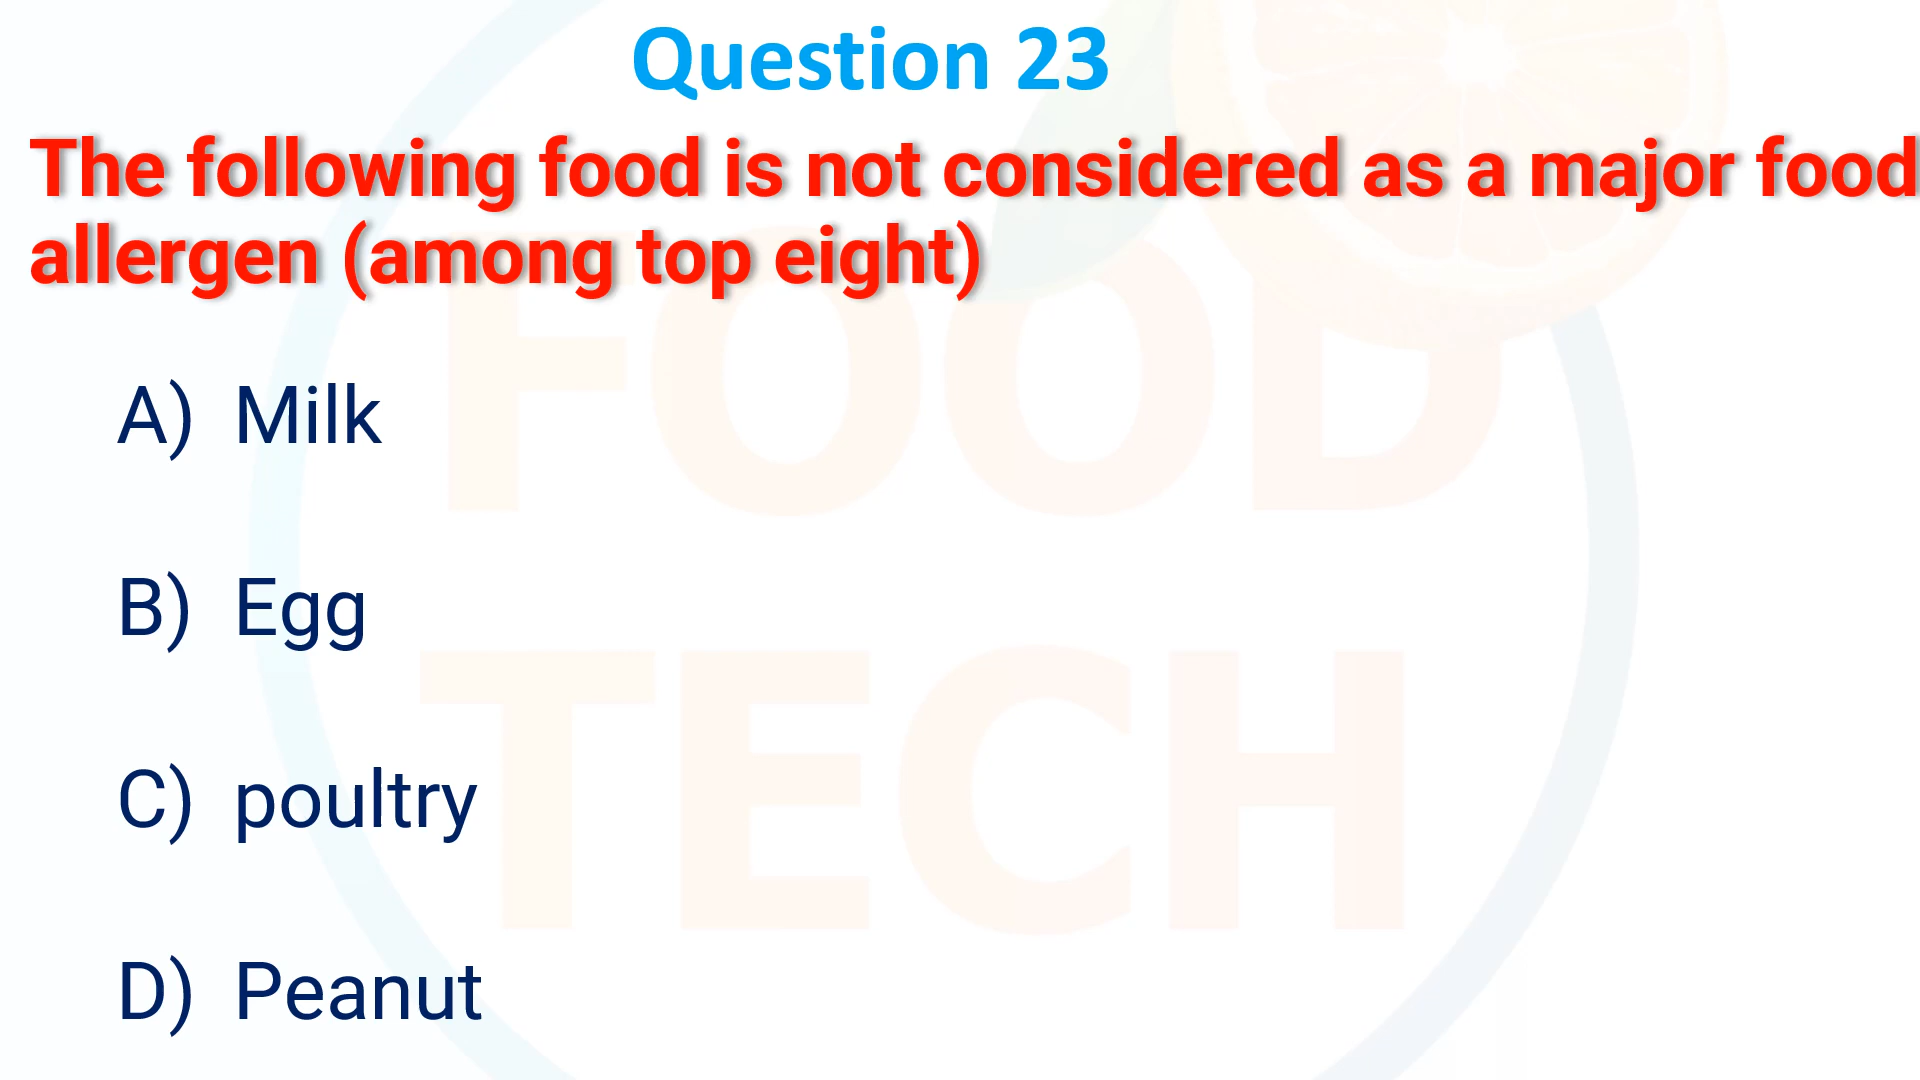 Question 23
The following food is not considered as a major food
allergen (among top eight)
FOOD
A) Milk
B) Egg
TECH
C) poultry
D) Peanut